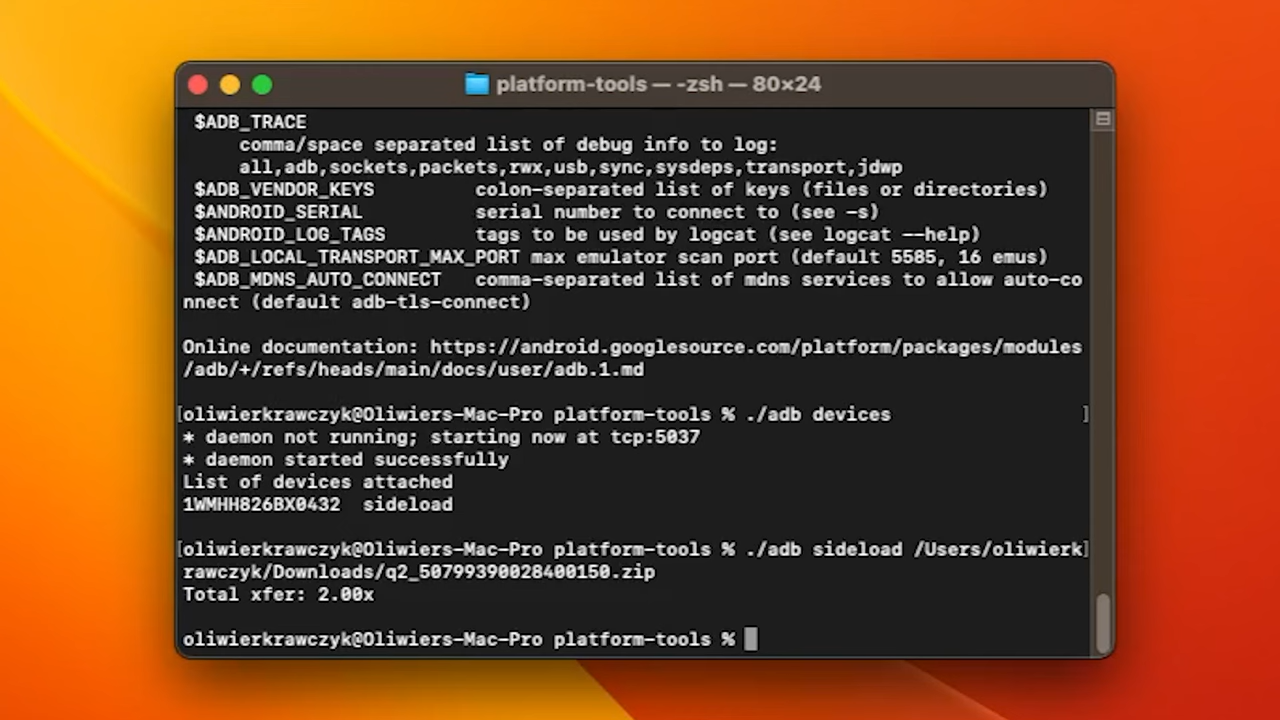 platform-tools — -zsh — 80×24
$ADB_TRACE
comma/space separated list of debug info to log:
all,adb,sockets,packets,rwx,usb,sync,sysdeps,transport,jdwp
$ADB_VENDOR_KEYS         colon-separated list of keys (files or directories)
$ANDROID_SERIAL          serial number to connect to (see -s)
$ANDROID_LOG_TAGS        tags to be used by logcat (see logcat --help)
$ADB_LOCAL_TRANSPORT_MAX_PORT max emulator scan port (default 5585, 16 emus)
$ADB_MDNS_AUTO_CONNECT   comma-separated list of mdns services to allow auto-co
nnect (default adb-tls-connect)
Online documentation: https://android.googlesource.com/platform/packages/modules
/adb/+/refs/heads/main/docs/user/adb.1.md
[oliwierkrawczyk@Oliwiers-Mac-Pro platform-tools % ./adb devices ]
* daemon not running; starting now at tcp:5037
* daemon started successfully
List of devices attached
1WMHH826BX0432  sideload
[oliwierkrawczyk@Oliwiers-Mac-Pro platform-tools % ./adb sideload /Users/oliwierk]
rawczyk/Downloads/q2_50799390028400150.zip
Total xfer: 2.00x
oliwierkrawczyk@Oliwiers-Mac-Pro platform-tools %